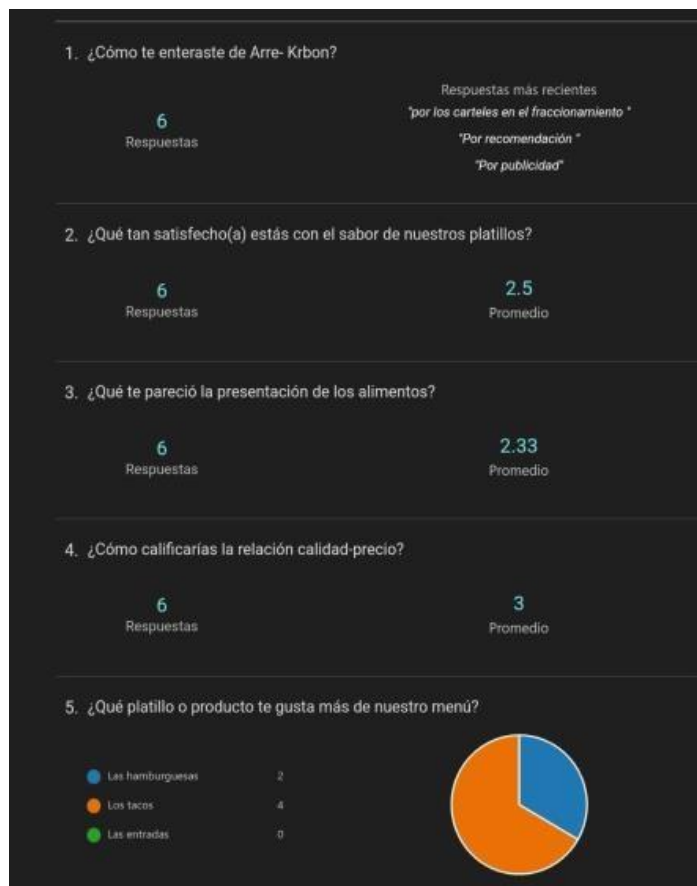 1. ¿Cómo te enteraste de Arre- Krbon?
6
Respuestas
Respuestas más recientes
"por los carteles en el fraccionamiento "
"Por recomendación "
"Por publicidad"
2. ¿Qué tan satisfecho(a) estás con el sabor de nuestros platillos?
6
Respuestas
2.5
Promedio
3. ¿Qué te pareció la presentación de los alimentos?
6
Respuestas
2.33
Promedio
4. ¿Cómo calificarías la relación calidad-precio?
6
Respuestas
3
Promedio
5. ¿Qué platillo o producto te gusta más de nuestro menú?
Las hamburguesas 2
Los tacos 4
Las entradas 0